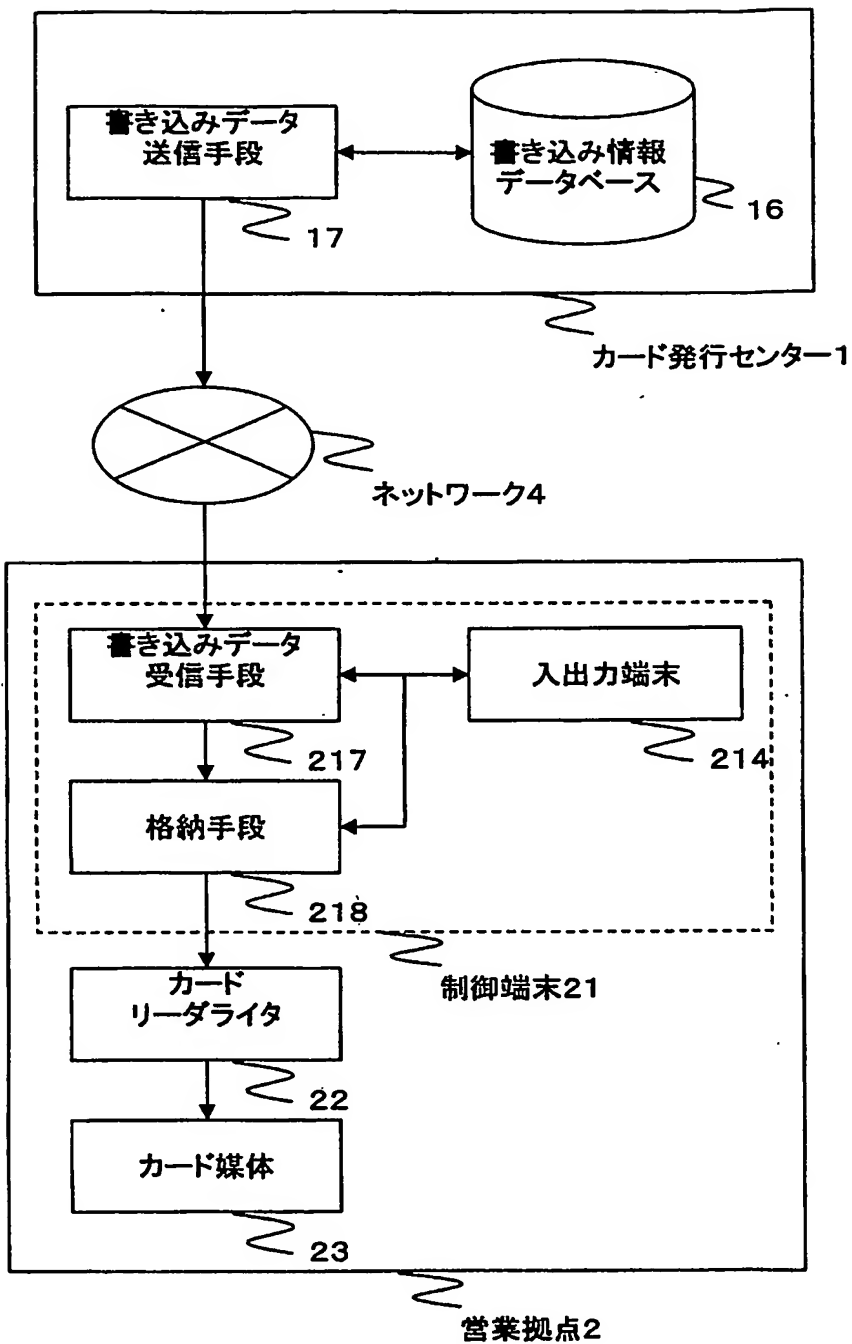 書き込みデータ
送信手段
17
書き込み情報
データベース
16
カード発行センター1
ネットワーク4
書き込みデータ
受信手段
217
入出力端末
214
格納手段
218
制御端末21
カード
リーダライタ
22
カード媒体
23
営業拠点2